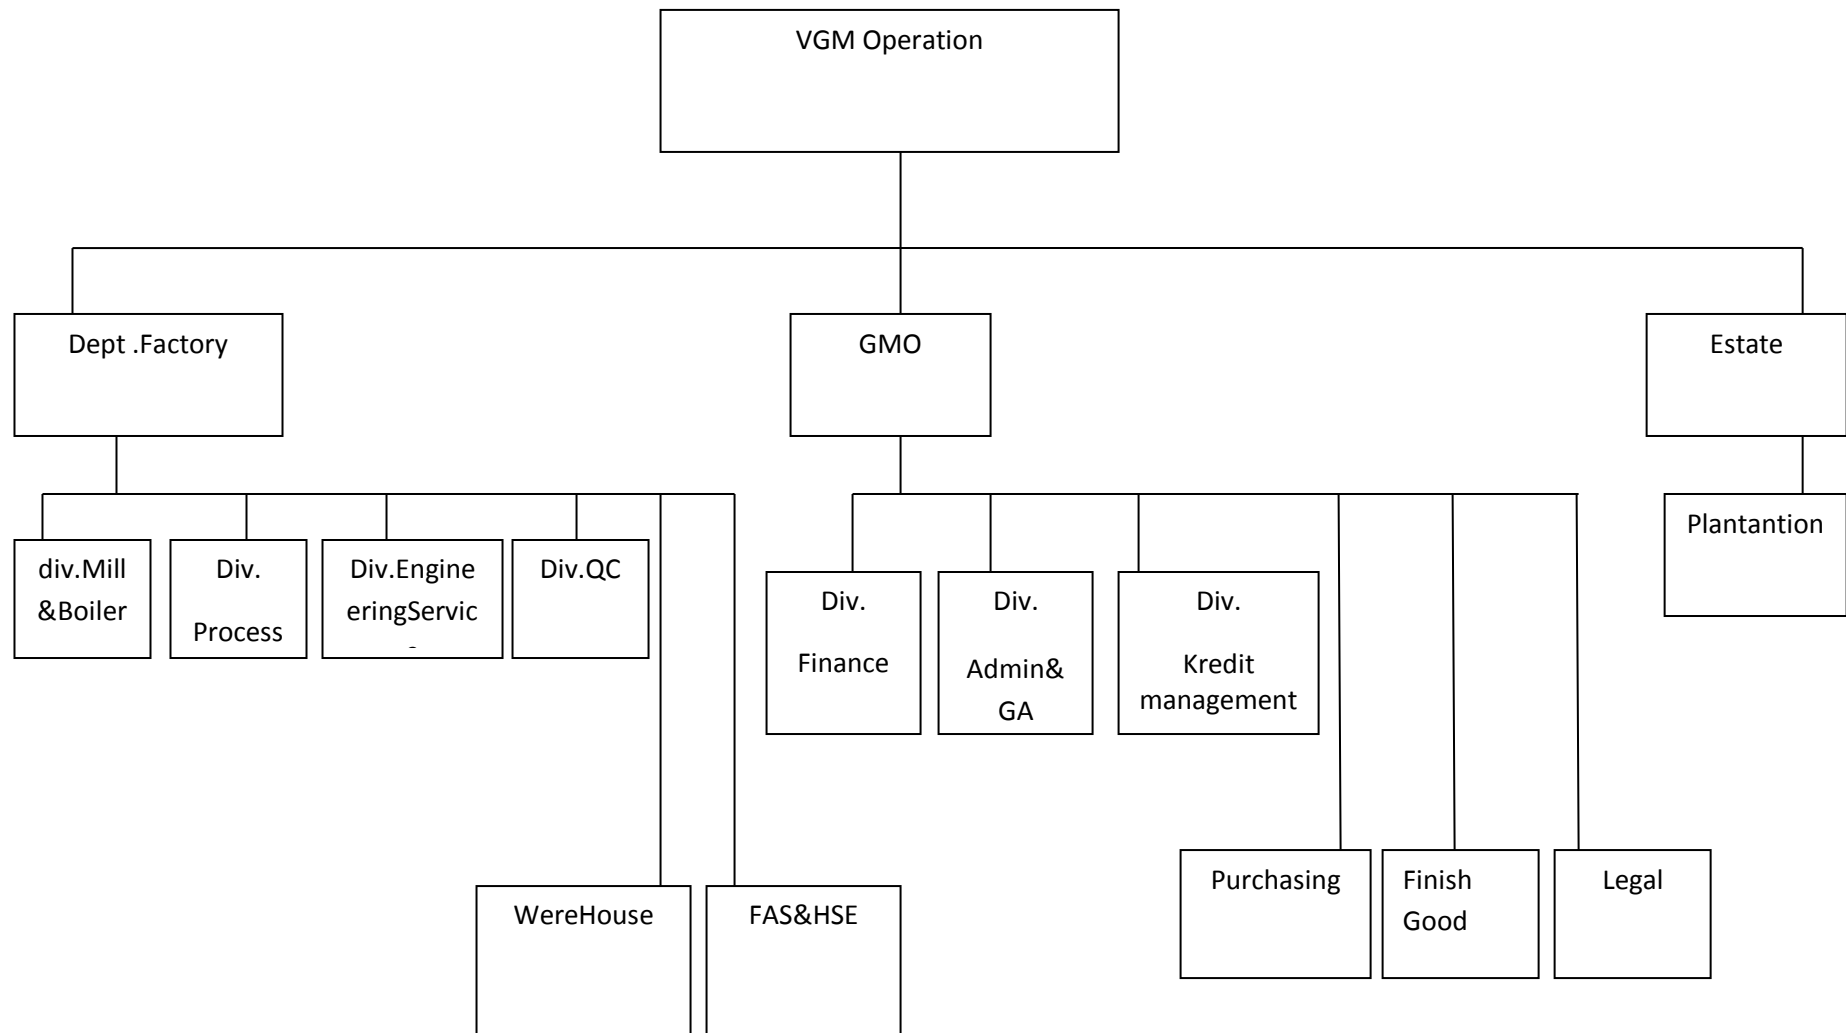 VGM Operation
Dept .Factory
GMO
Estate
div.Mill
&Boiler
Div.
Process
Div.Engine
eringServic
Div.QC
Div.
Finance
Div.
Admin&
GA
Div.
Kredit
management
Plantantion
WereHouse
FAS&HSE
Purchasing
Finish
Good
Legal